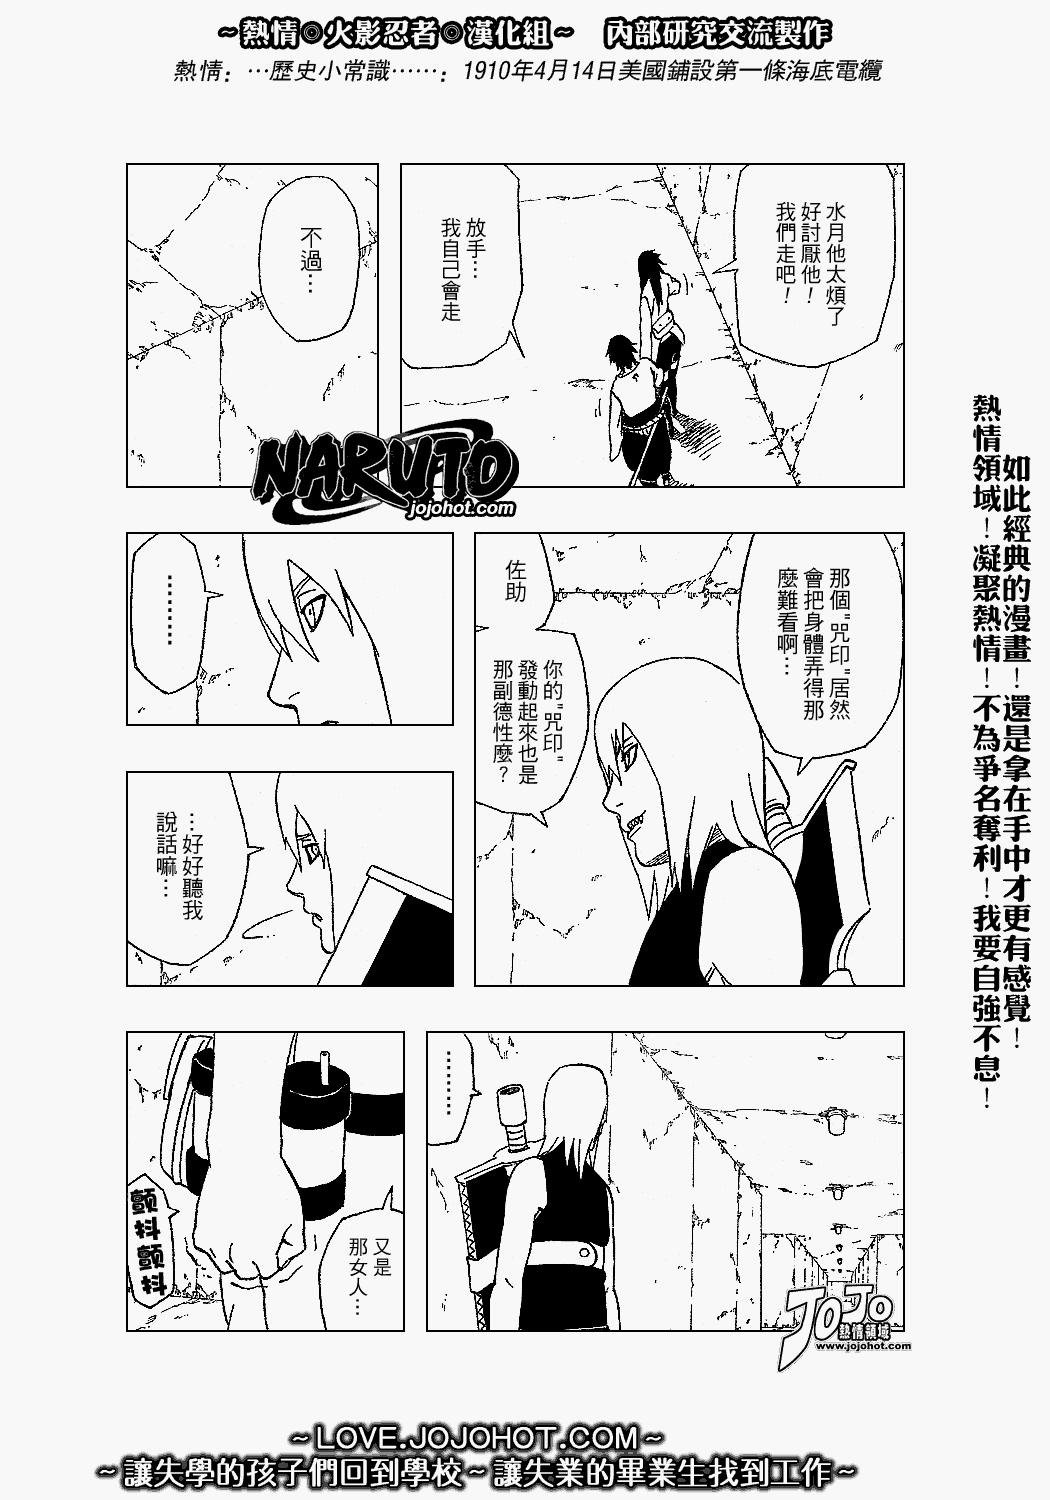 ~熱情◎火影忍者◎漢化組~　內部研究交流製作
熱情：…歷史小常識……：1910年4月14日美國鋪設第一條海底電纜
水月他太煩了
好討厭他！
我們走吧！
放手…
我自己會走
不過…
NARUTO
jojohot.com
那個"咒印"居然
會把身體弄得那
麼難看啊…
佐助
你的"咒印"
發動起來也是
那副德性麼？
………
…好好聽我
說話嘛…
………
又是
那女人…
顫抖顫抖
JOJO
熱情領域
www.jojohot.com
如此經典的漫畫！還是拿在手中才更有感覺！
熱情領域！凝聚熱情！不為爭名奪利！我要自強不息！
~LOVE.JOJOHOT.COM~
~讓失學的孩子們回到學校~讓失業的畢業生找到工作~